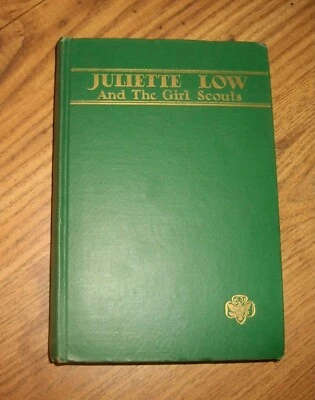 JULIETTE LOW
And The Girl Scouts